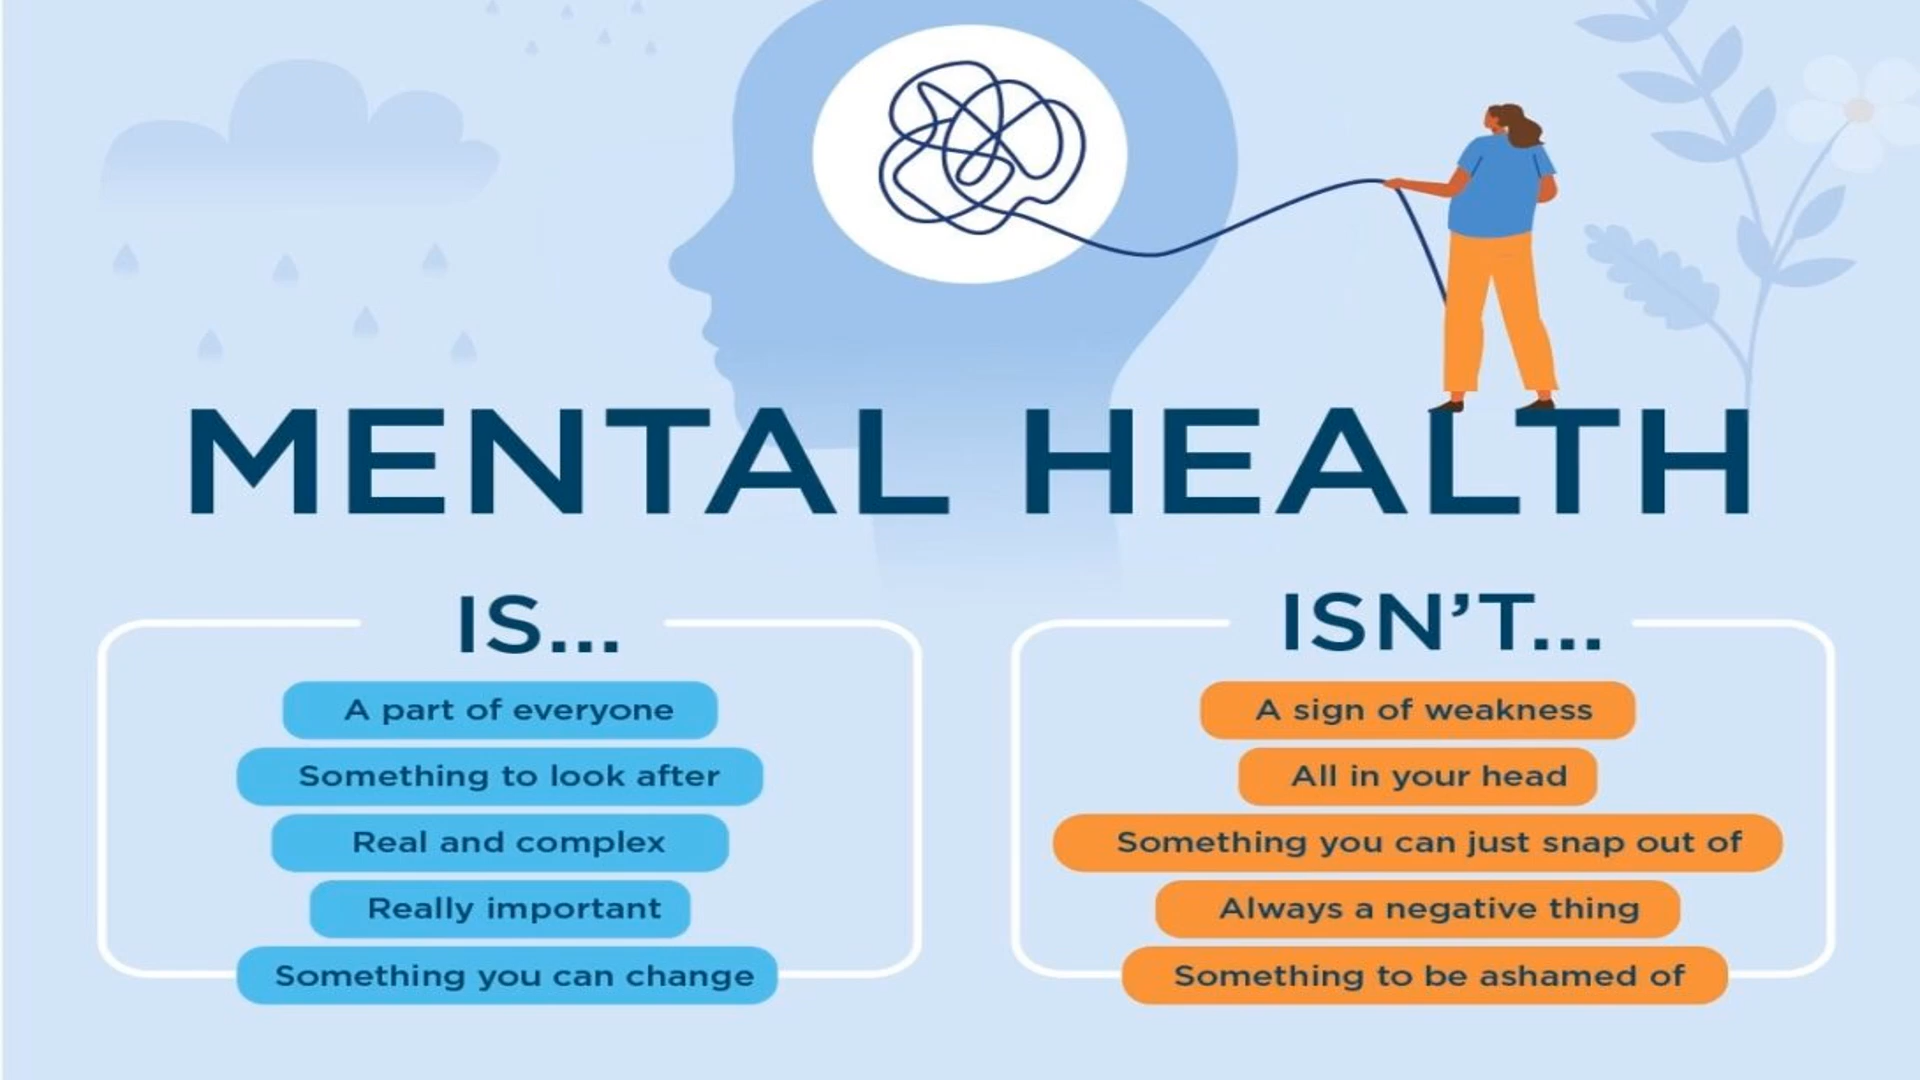 MENTAL HEALTH
IS...
A part of everyone
Something to look after
Real and complex
Really important
Something you can change
ISN'T...
A sign of weakness
All in your head
Something you can just snap out of
Always a negative thing
Something to be ashamed of